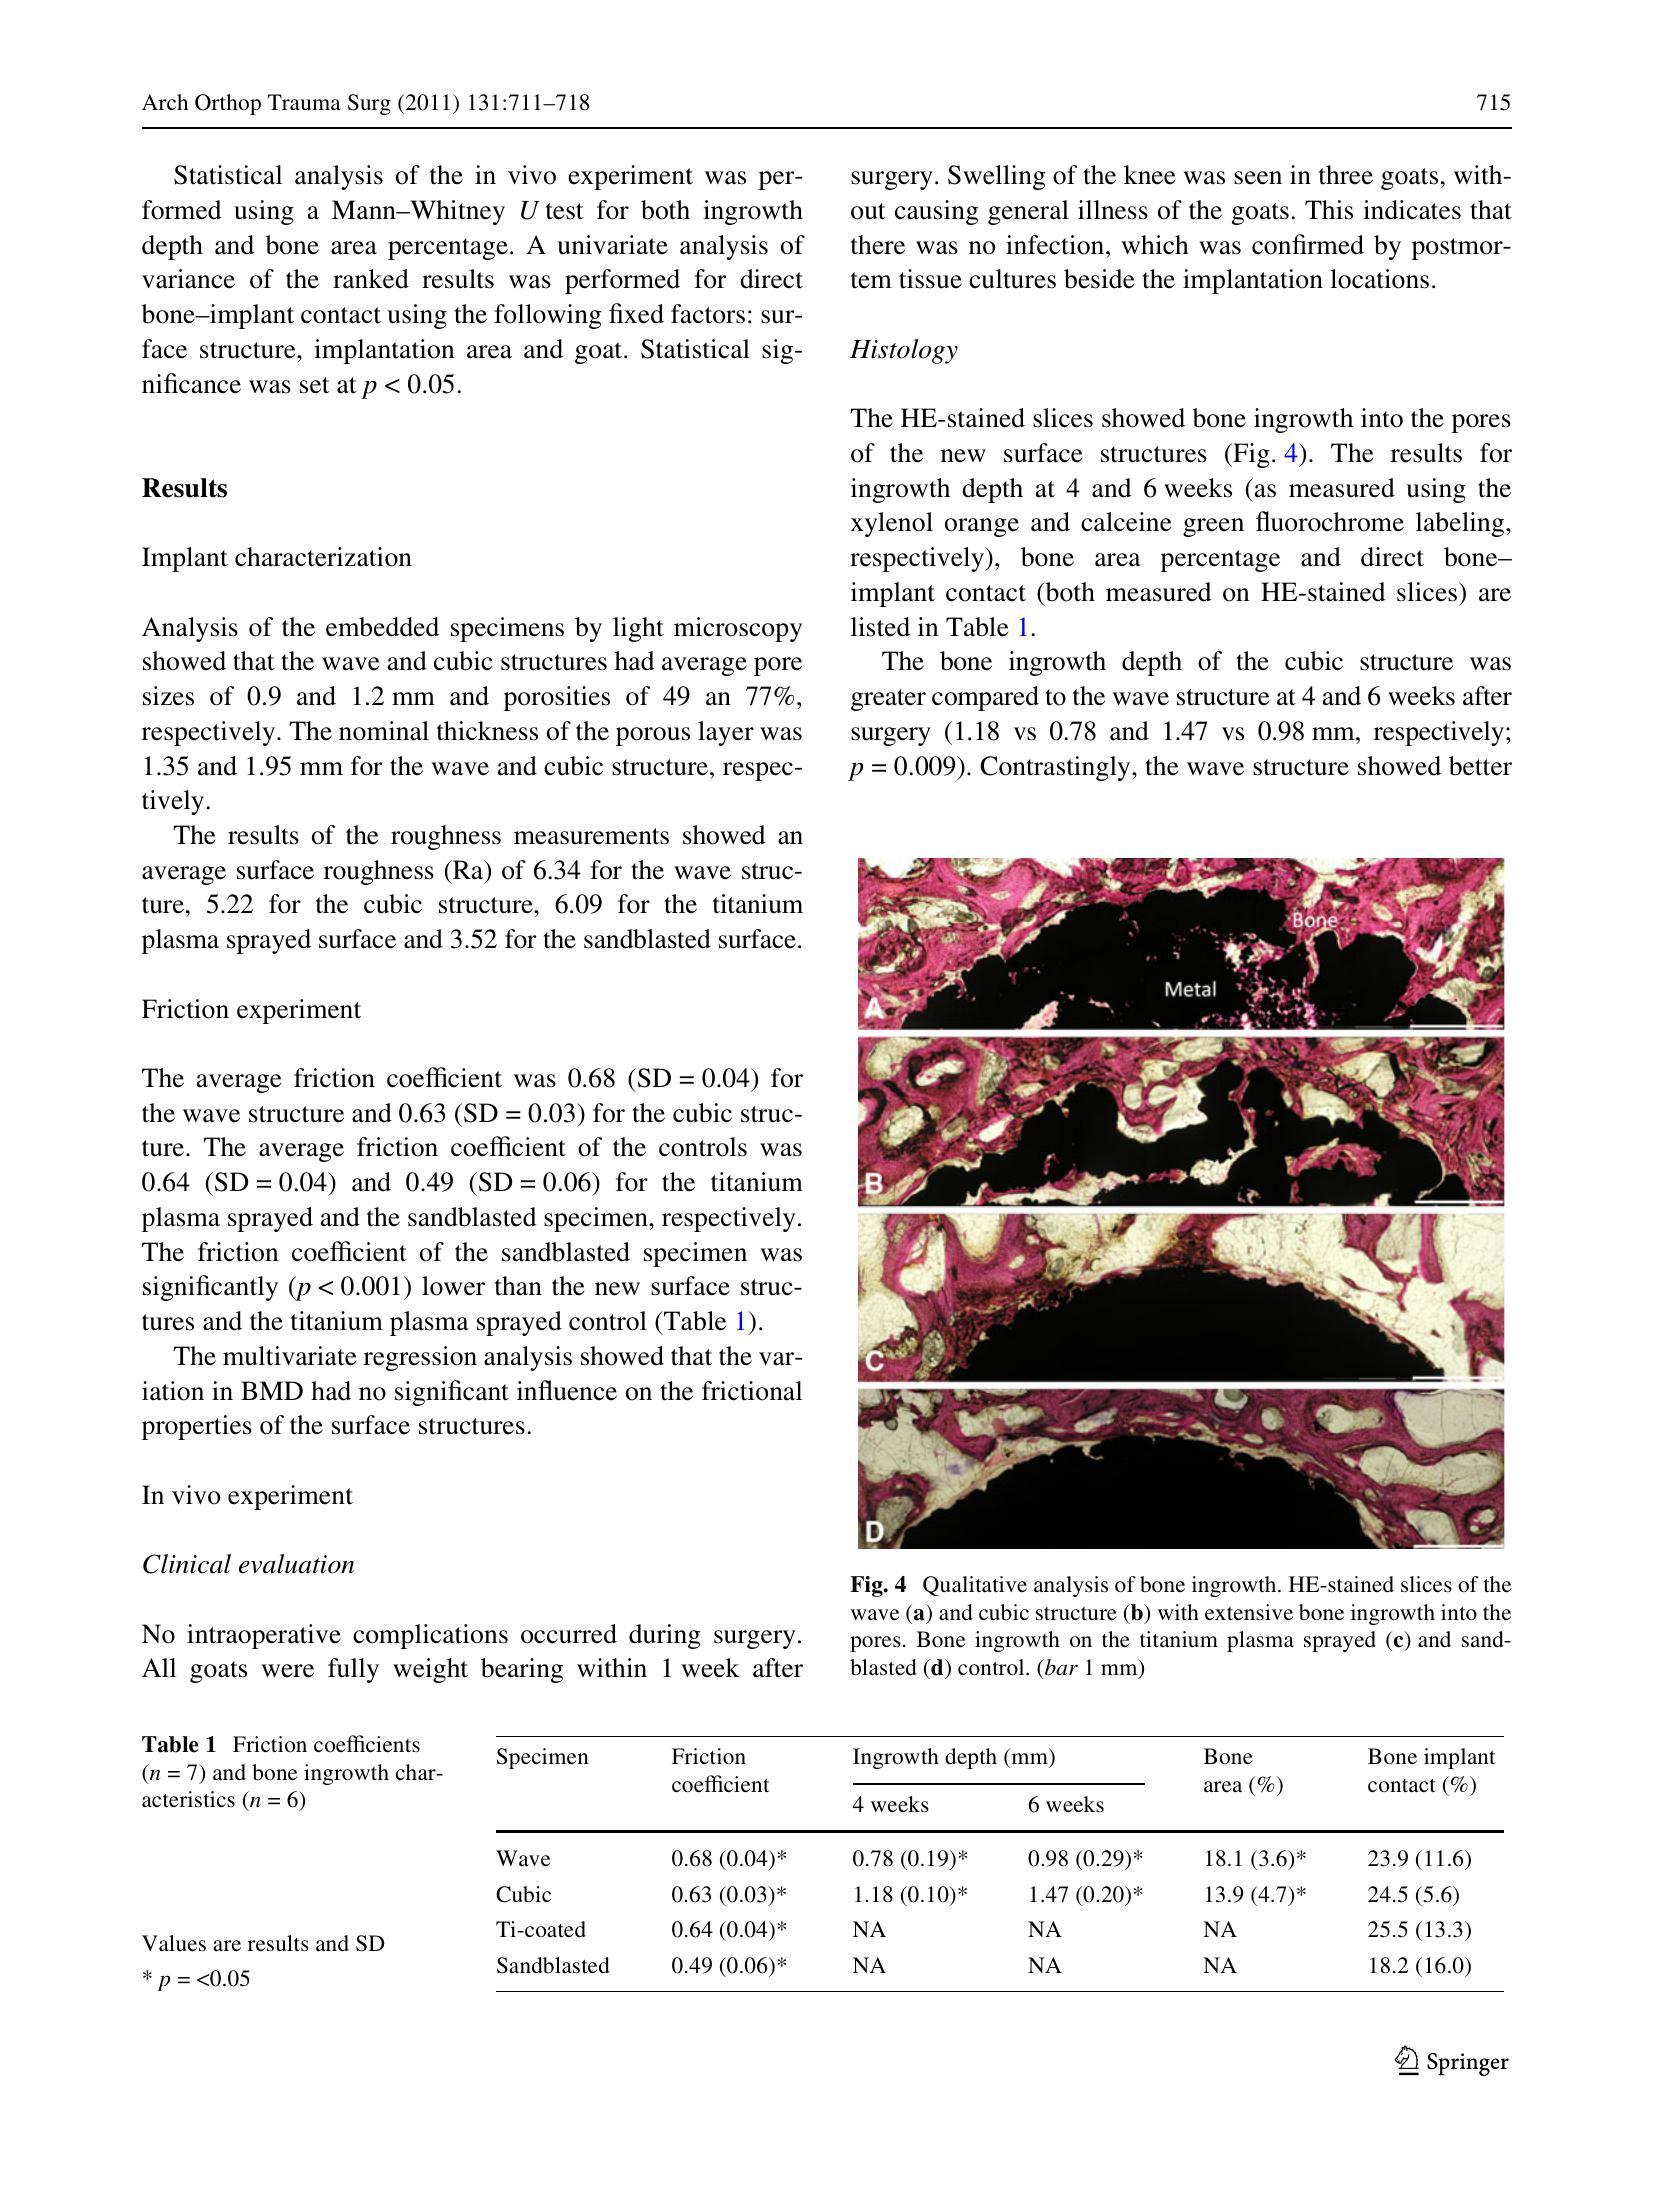 Arch Orthop Trauma Surg (2011) 131:711–718
715
Statistical analysis of the in vivo experiment was per-
formed using a Mann–Whitney U test for both ingrowth
depth and bone area percentage. A univariate analysis of
variance of the ranked results was performed for direct
bone–implant contact using the following fixed factors: sur-
face structure, implantation area and goat. Statistical sig-
nificance was set at p < 0.05.
Results
Implant characterization
Analysis of the embedded specimens by light microscopy
showed that the wave and cubic structures had average pore
sizes of 0.9 and 1.2 mm and porosities of 49 an 77%,
respectively. The nominal thickness of the porous layer was
1.35 and 1.95 mm for the wave and cubic structure, respec-
tively.
The results of the roughness measurements showed an
average surface roughness (Ra) of 6.34 for the wave struc-
ture, 5.22 for the cubic structure, 6.09 for the titanium
plasma sprayed surface and 3.52 for the sandblasted surface.
Friction experiment
The average friction coefficient was 0.68 (SD = 0.04) for
the wave structure and 0.63 (SD = 0.03) for the cubic struc-
ture. The average friction coefficient of the controls was
0.64 (SD = 0.04) and 0.49 (SD = 0.06) for the titanium
plasma sprayed and the sandblasted specimen, respectively.
The friction coefficient of the sandblasted specimen was
significantly (p < 0.001) lower than the new surface struc-
tures and the titanium plasma sprayed control (Table 1).
The multivariate regression analysis showed that the var-
iation in BMD had no significant influence on the frictional
properties of the surface structures.
In vivo experiment
Clinical evaluation
No intraoperative complications occurred during surgery.
All goats were fully weight bearing within 1 week after
surgery. Swelling of the knee was seen in three goats, with-
out causing general illness of the goats. This indicates that
there was no infection, which was confirmed by postmor-
tem tissue cultures beside the implantation locations.
Histology
The HE-stained slices showed bone ingrowth into the pores
of the new surface structures (Fig. 4). The results for
ingrowth depth at 4 and 6 weeks (as measured using the
xylenol orange and calceine green fluorochrome labeling,
respectively), bone area percentage and direct bone–
implant contact (both measured on HE-stained slices) are
listed in Table 1.
The bone ingrowth depth of the cubic structure was
greater compared to the wave structure at 4 and 6 weeks after
surgery (1.18 vs 0.78 and 1.47 vs 0.98 mm, respectively;
p = 0.009). Contrastingly, the wave structure showed better
Bone
Metal
A
B
C
D
Fig. 4 Qualitative analysis of bone ingrowth. HE-stained slices of the
wave (a) and cubic structure (b) with extensive bone ingrowth into the
pores. Bone ingrowth on the titanium plasma sprayed (c) and sand-
blasted (d) control. (bar 1 mm)
Table 1 Friction coefficients
(n = 7) and bone ingrowth char-
acteristics (n = 6)
Values are results and SD
* p = <0.05
Specimen Friction Ingrowth depth (mm) Bone Bone implant
coefficient area (%) contact (%)
4 weeks 6 weeks
Wave 0.68 (0.04)* 0.78 (0.19)* 0.98 (0.29)* 18.1 (3.6)* 23.9 (11.6)
Cubic 0.63 (0.03)* 1.18 (0.10)* 1.47 (0.20)* 13.9 (4.7)* 24.5 (5.6)
Ti-coated 0.64 (0.04)* NA NA NA 25.5 (13.3)
Sandblasted 0.49 (0.06)* NA NA NA 18.2 (16.0)
Springer